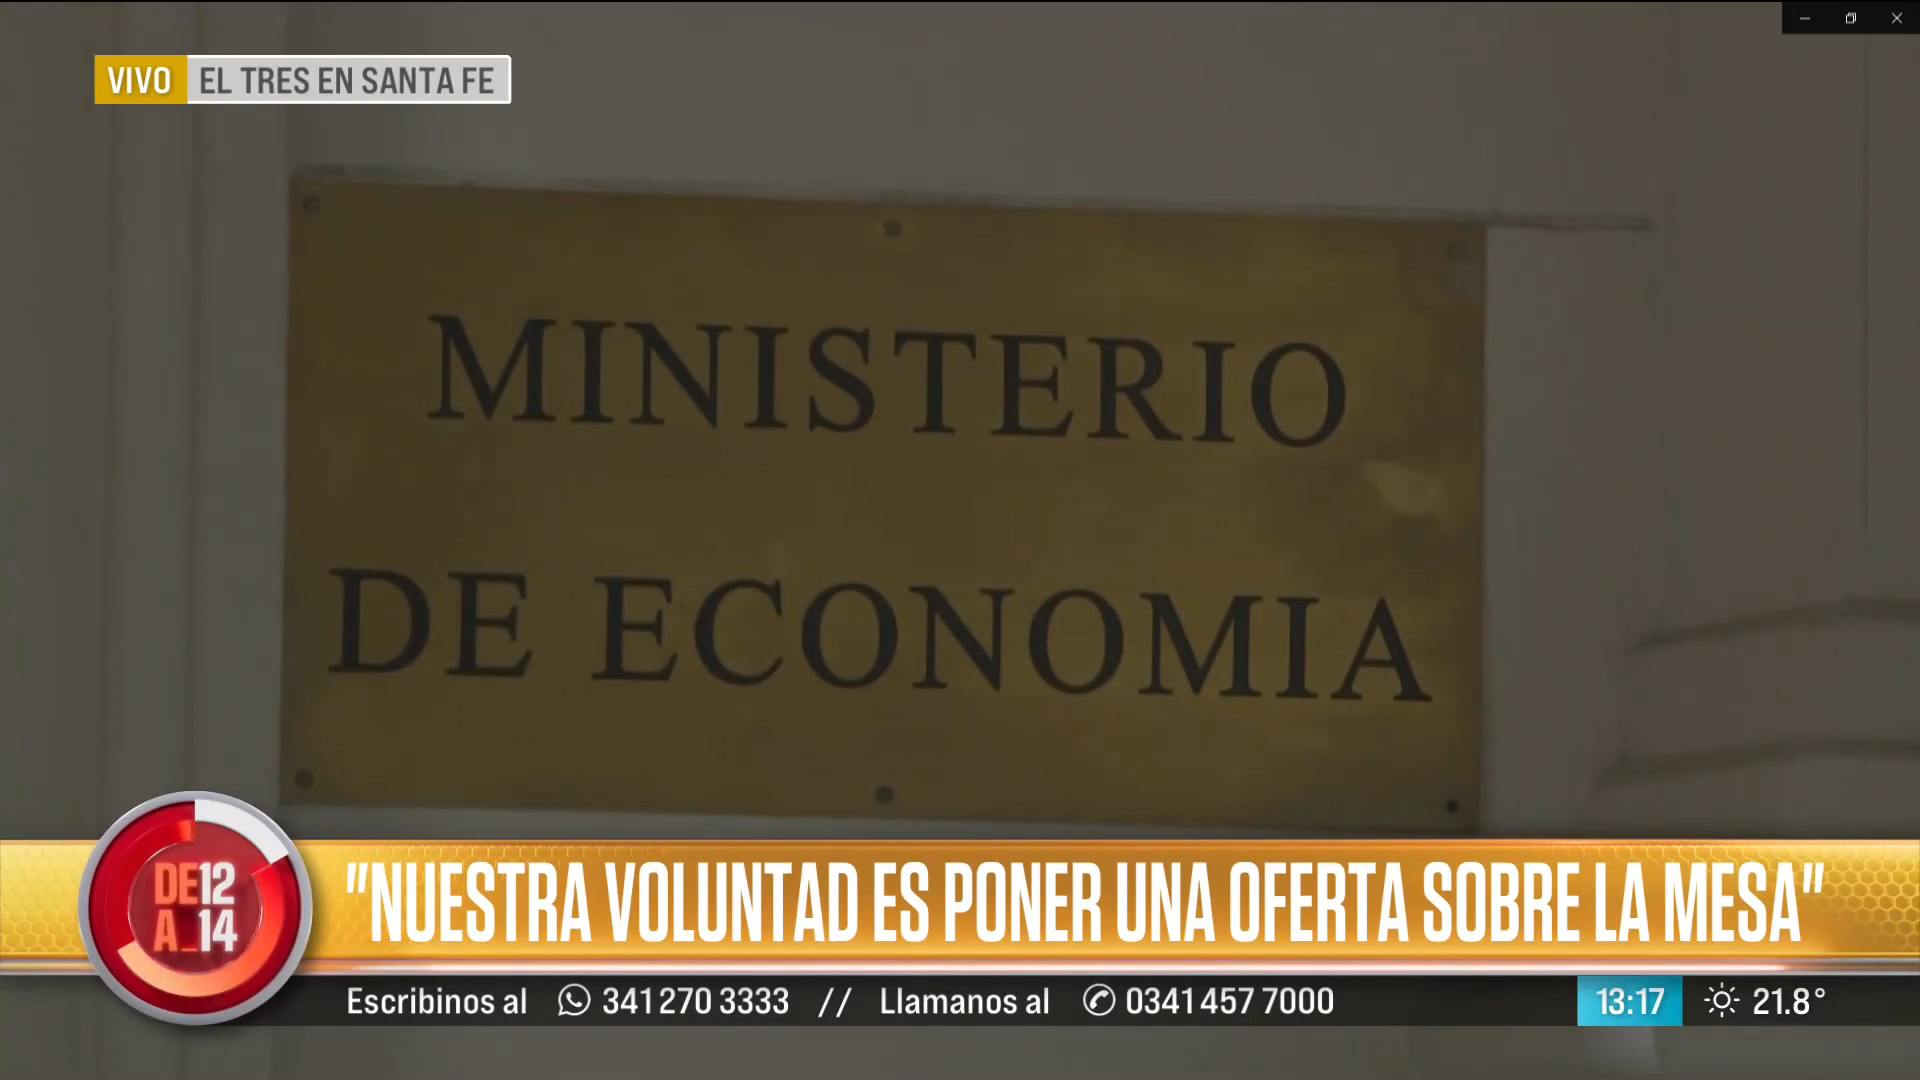 VIVO EL TRES EN SANTA FE
MINISTERIO
DE ECONOMIA
DE12
A_14
"NUESTRA VOLUNTAD ES PONER UNA OFERTA SOBRE LA MESA"
Escribinos al 341 270 3333 // Llamanos al 0341 457 7000
13:17 21.8°